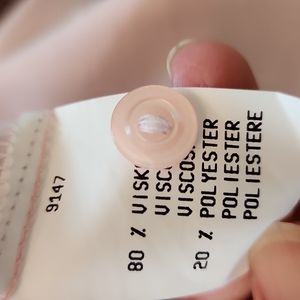 9147
80 % VISK
VISCO
VISCOS
20 % POLYESTER
POLIESTER
POLIESTERE